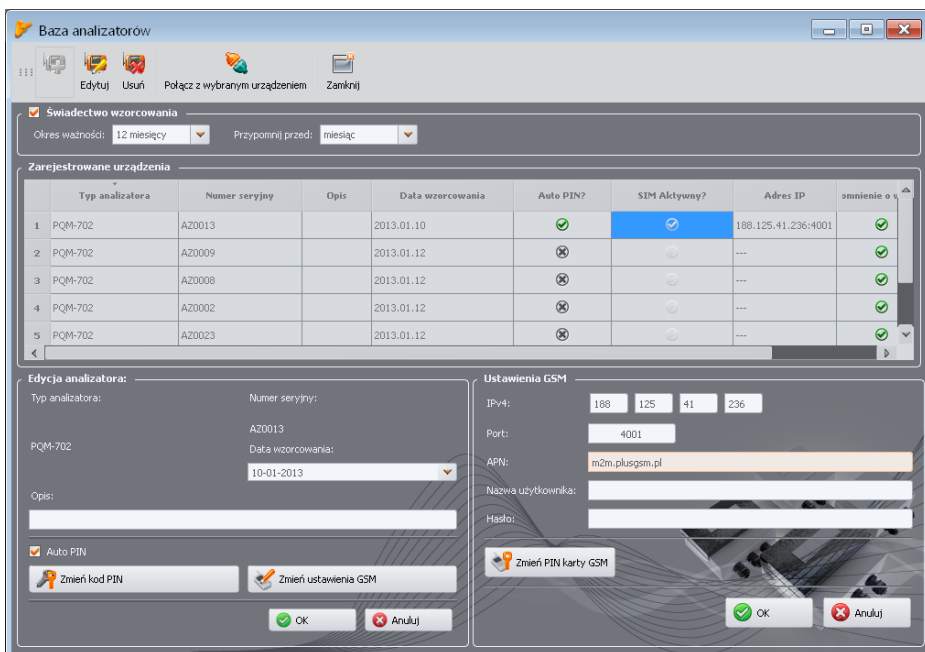 Baza analizatorów
Edytuj Usuń Połącz z wybranym urządzeniem Zamknij
Świadectwo wzorcowania
Okres ważności: 12 miesięcy Przypomnij przed: miesiąc
Zarejestrowane urządzenia
Typ analizatora Numer seryjny Opis Data wzorcowania Auto PIN? SIM Aktywny? Adres IP omnienie o
1 PQM-702 AZ0013 2013.01.10 188.125.41.236:4001
2 PQM-702 AZ0009 2013.01.12 ---
3 PQM-702 AZ0008 2013.01.12 ---
4 PQM-702 AZ0002 2013.01.12 ---
5 PQM-702 AZ0023 2013.01.12 ---
Edycja analizatora:
Typ analizatora: Numer seryjny:
AZ0013
PQM-702
Data wzorcowania:
10-01-2013
Opis:
Auto PIN
Zmień kod PIN Zmień ustawienia GSM
OK Anuluj
Ustawienia GSM
IPv4: 188 125 41 236
Port: 4001
APN: m2m.plusgsm.pl
Nazwa użytkownika:
Hasło:
Zmień PIN karty GSM
OK Anuluj